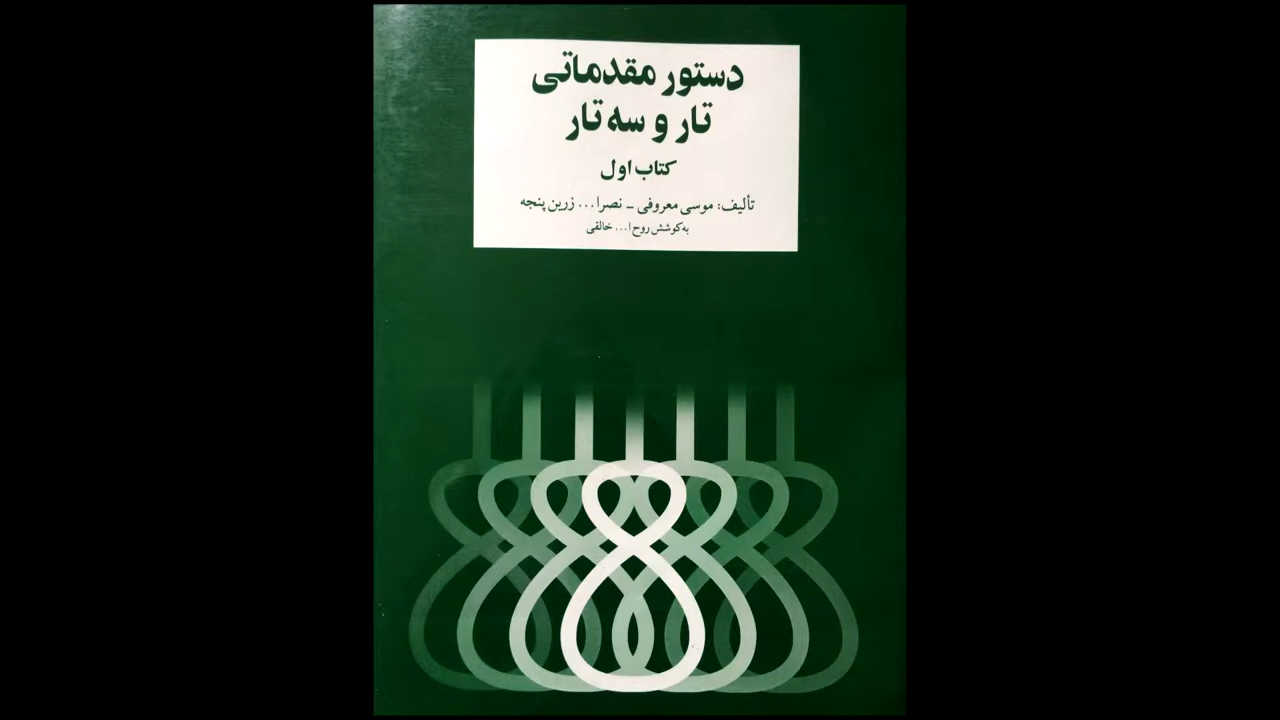 دستور مقدماتی
تار و سه تار
کتاب اول
تألیف: موسی معروفی ـ نصرا... زرین پنجه
به کوشش روح ا... خالقی